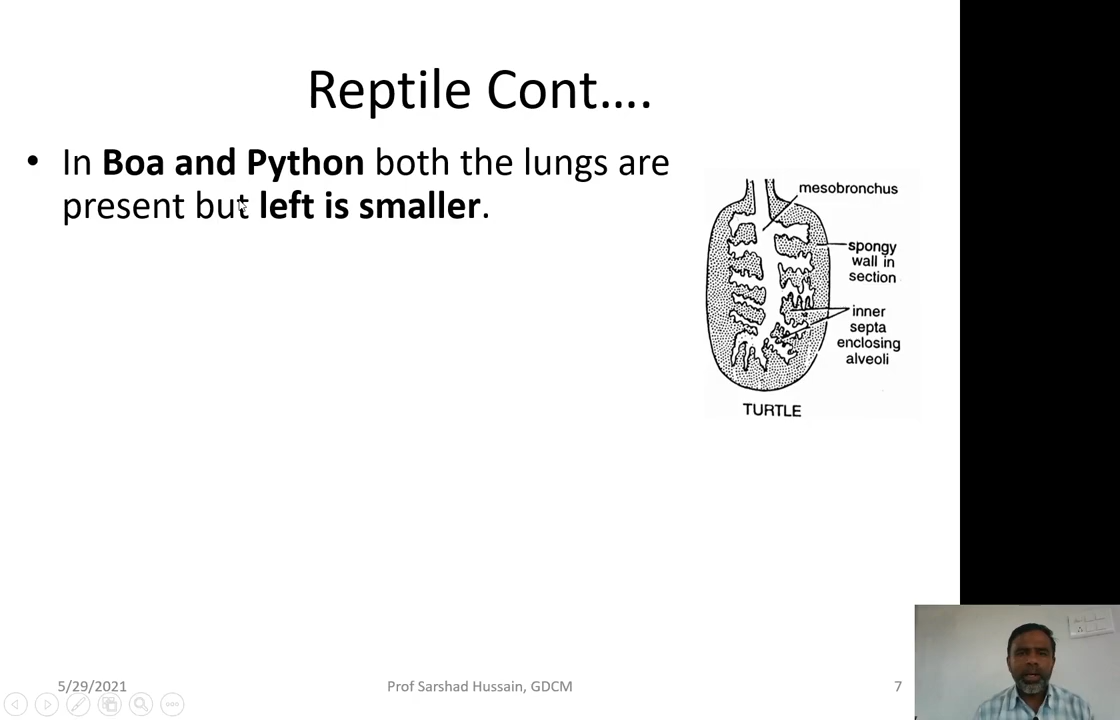 Reptile Cont….
• In Boa and Python both the lungs are
present but left is smaller.
mesobronchus
spongy
wall in
section
inner
septa
enclosing
alveoli
TURTLE
5/29/2021
Prof Sarshad Hussain, GDCM
7